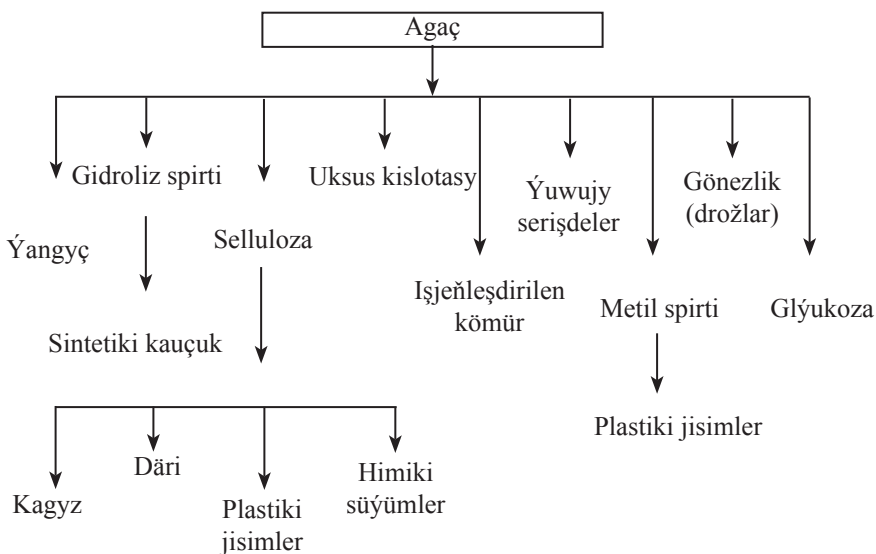 Agaç
Gidroliz spirti
Uksus kislotasy
Ýuwujy
serişdeler
Gönezlik
(drožlar)
Ýangyç
Selluloza
Işjeňleşdirilen
kömür
Metil spirti
Glýukoza
Sintetiki kauçuk
Plastiki jisimler
Kagyz
Däri
Plastiki
jisimler
Himiki
süýümler